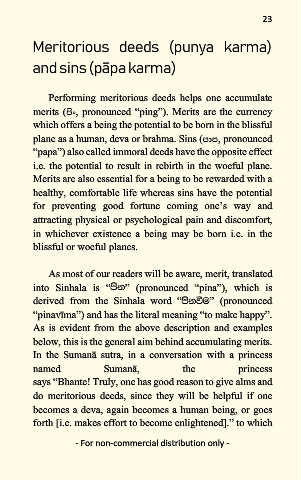 23
Meritorious deeds (punya karma)
and sins (pāpa karma)
Performing meritorious deeds helps one accumulate
merits (පිං, pronounced “ping”). Merits are the currency
which offers a being the potential to be born in the blissful
plane as a human, deva or brahma. Sins (පාප, pronounced
“papa”) also called immoral deeds have the opposite effect
i.e. the potential to result in rebirth in the woeful plane.
Merits are also essential for a being to be rewarded with a
healthy, comfortable life whereas sins have the potential
for preventing good fortune coming one’s way and
attracting physical or psychological pain and discomfort,
in whichever existence a being may be born i.e. in the
blissful or woeful planes.
As most of our readers will be aware, merit, translated
into Sinhala is “පින” (pronounced “pina”), which is
derived from the Sinhala word “පිනවීම” (pronounced
“pinavīma”) and has the literal meaning “to make happy”.
As is evident from the above description and examples
below, this is the general aim behind accumulating merits.
In the Sumanā sutra, in a conversation with a princess
named Sumanā, the princess
says “Bhante! Truly, one has good reason to give alms and
do meritorious deeds, since they will be helpful if one
becomes a deva, again becomes a human being, or goes
forth [i.e. makes effort to become enlightened].” to which
- For non-commercial distribution only -